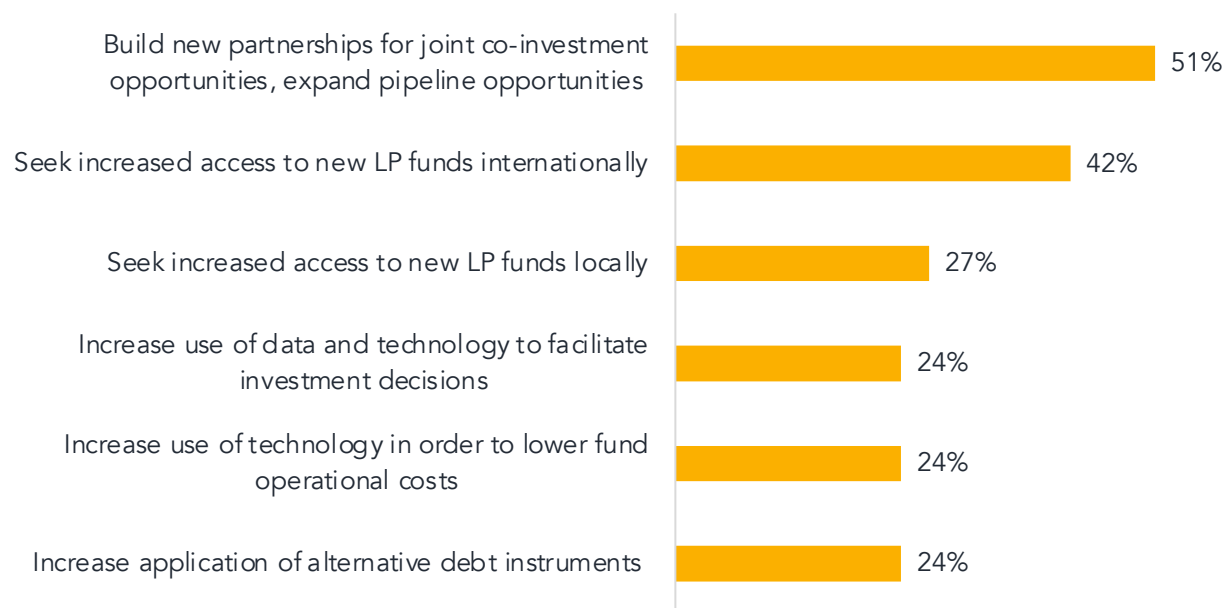 Build new partnerships for joint co-investment
opportunities, expand pipeline opportunities
51%
Seek increased access to new LP funds internationally
42%
Seek increased access to new LP funds locally
27%
Increase use of data and technology to facilitate
investment decisions
24%
Increase use of technology in order to lower fund
operational costs
24%
Increase application of alternative debt instruments
24%